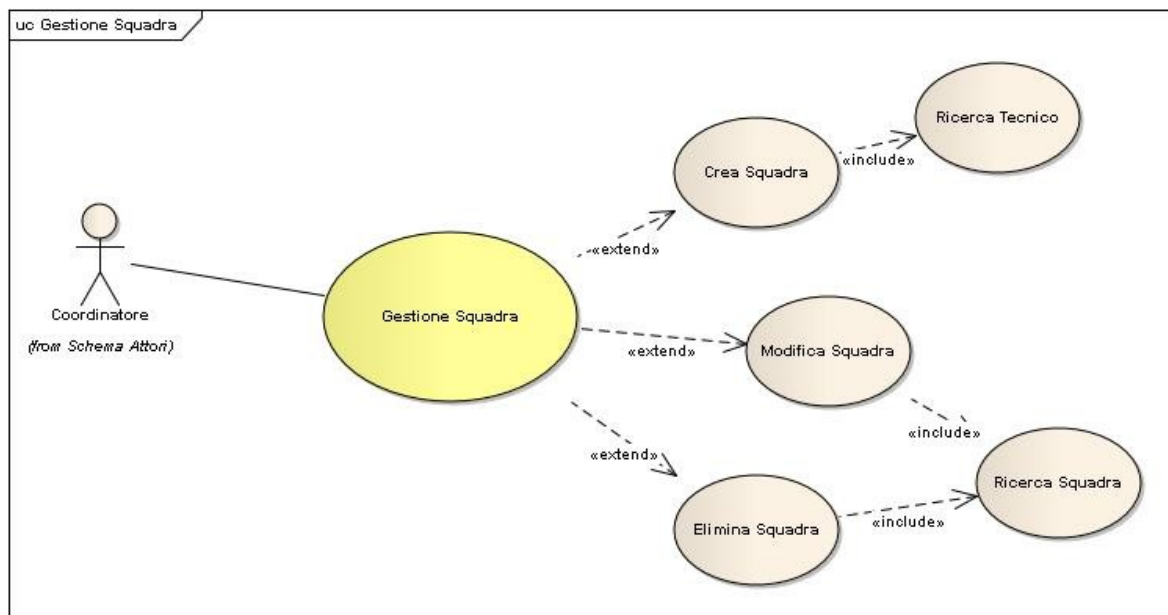 uc Gestione Squadra
Ricerca Tecnico
Crea Squadra
«include»
«extend»
Coordinatore
(from Schema Attori)
Gestione Squadra
«extend»
Modifica Squadra
«include»
«extend»
Ricerca Squadra
Elimina Squadra
«include»